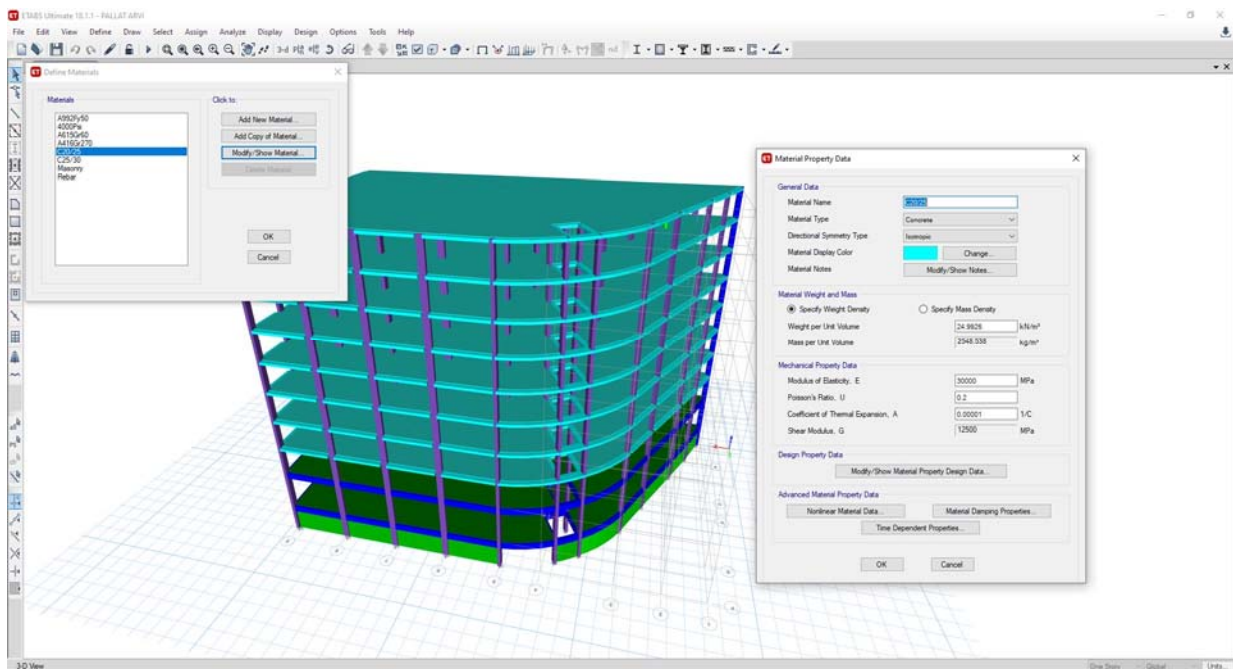 ETABS Ultimate 18.1.1 - PALLAT ARVI
File Edit View Define Draw Select Assign Analyze Display Design Options Tools Help
Define Materials
Materials
A992Fy50
4000Psi
A615Gr60
A416Gr270
C20/25
C25/30
Masonry
Rebar
Click to:
Add New Material...
Add Copy of Material...
Modify/Show Material...
Delete Material
OK
Cancel
Material Property Data
General Data
Material Name C20/25
Material Type Concrete
Directional Symmetry Type Isotropic
Material Display Color Change...
Material Notes Modify/Show Notes...
Material Weight and Mass
Specify Weight Density Specify Mass Density
Weight per Unit Volume 24.9926 kN/m³
Mass per Unit Volume 2548.538 kg/m³
Mechanical Property Data
Modulus of Elasticity, E 30000 MPa
Poisson's Ratio, U 0.2
Coefficient of Thermal Expansion, A 0.00001 1/C
Shear Modulus, G 12500 MPa
Design Property Data
Modify/Show Material Property Design Data...
Advanced Material Property Data
Nonlinear Material Data... Material Damping Properties...
Time Dependent Properties...
OK Cancel
3-D View One Story Global Units...